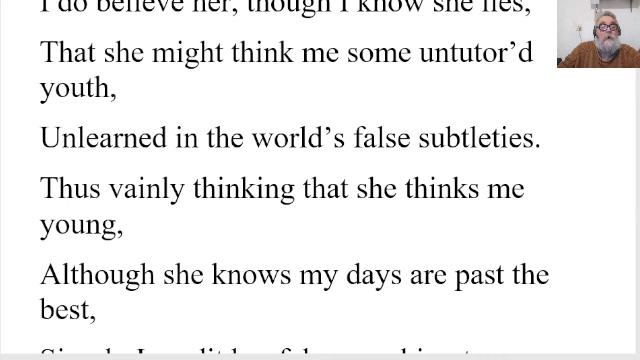 I do believe her, though I know she lies,
That she might think me some untutor’d
youth,
Unlearned in the world’s false subtleties.
Thus vainly thinking that she thinks me
young,
Although she knows my days are past the
best,